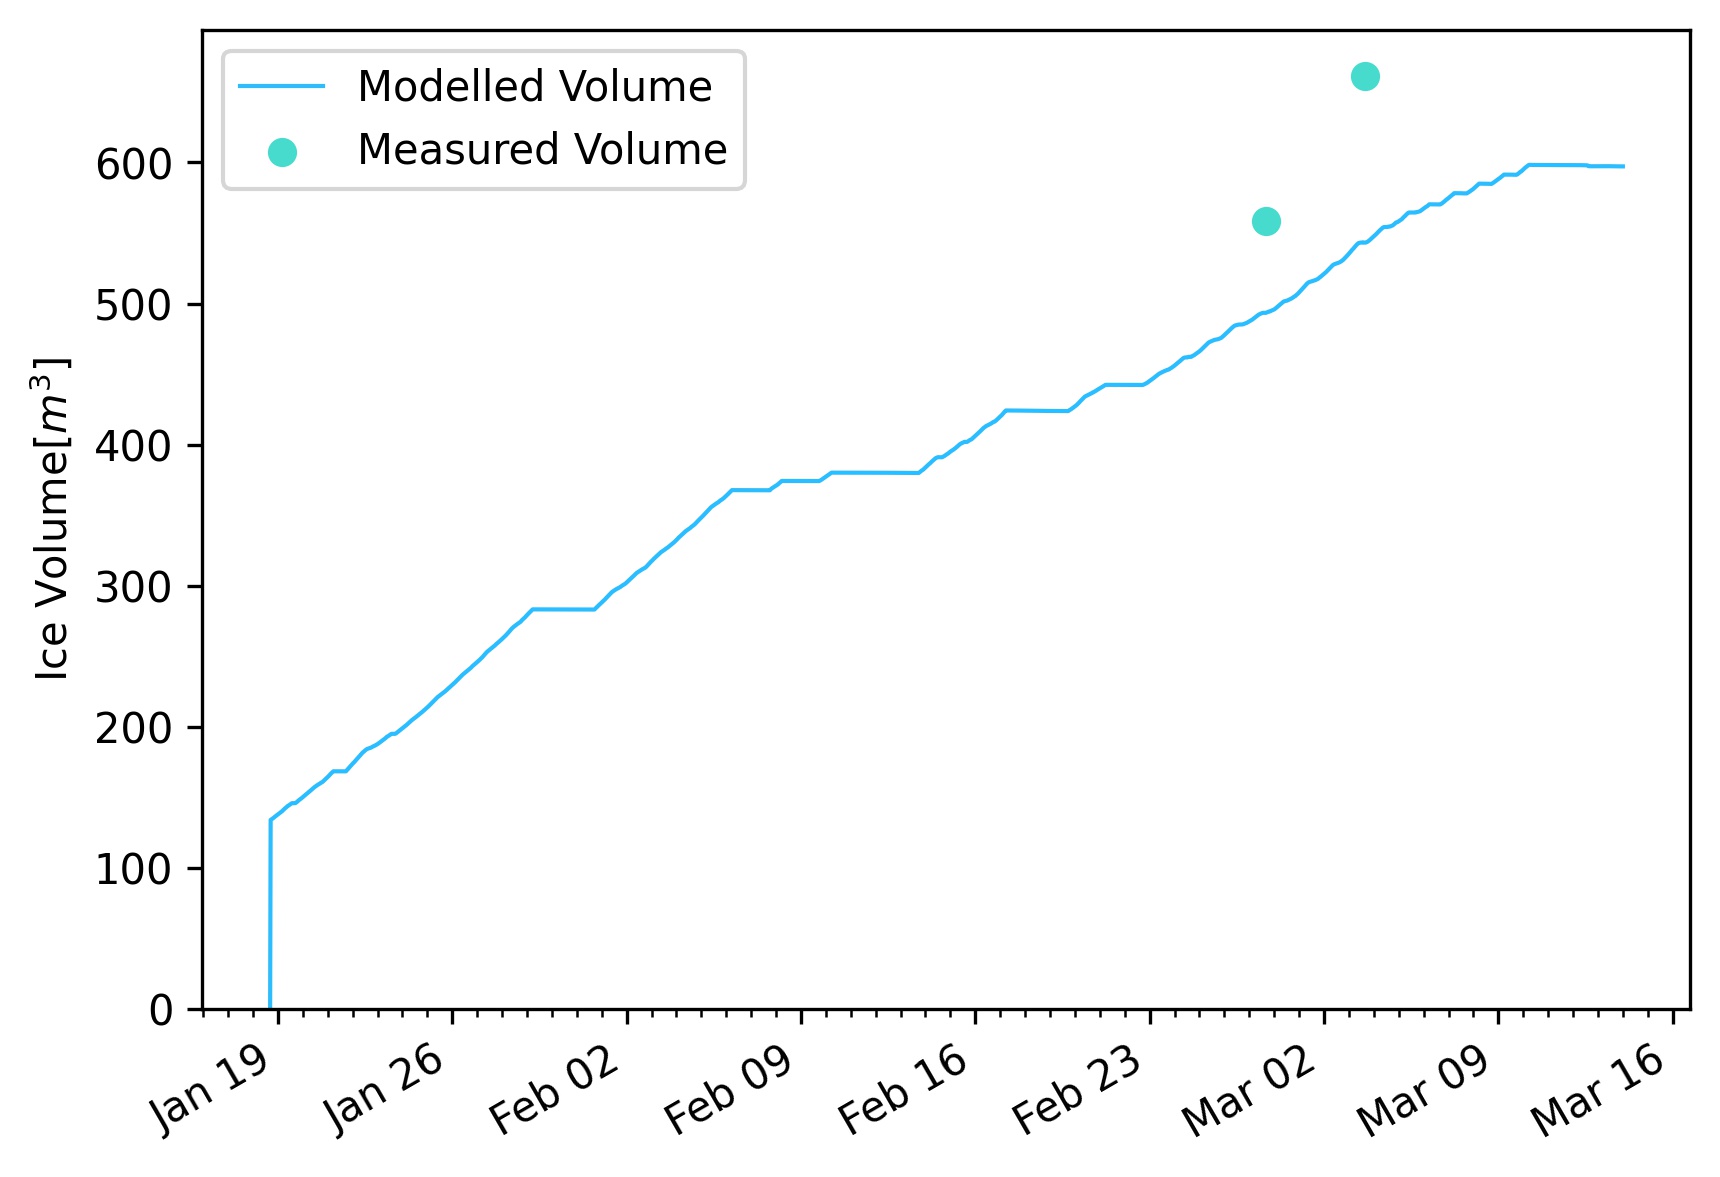 Modelled Volume
Measured Volume
Ice Volume[$m^3$]
600
500
400
300
200
100
0
Jan 19
Jan 26
Feb 02
Feb 09
Feb 16
Feb 23
Mar 02
Mar 09
Mar 16